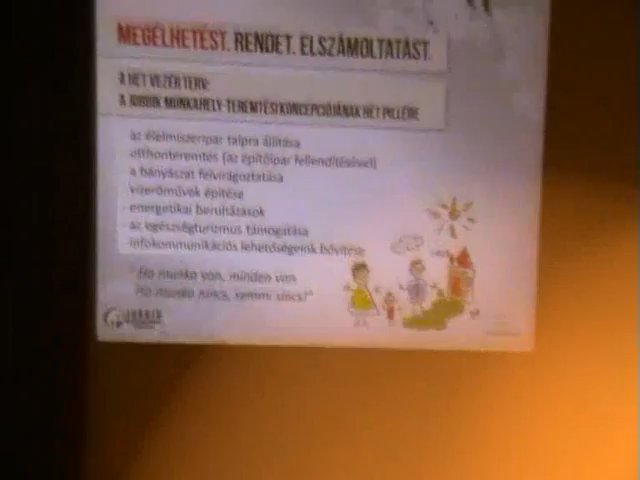 MEGÉLHETÉST. RENDET. ELSZÁMOLTATÁST.
A HÉT VEZÉR TERV:
A JOBBIK MUNKAHELY-TEREMTÉSI KONCEPCIÓJÁNAK HÉT PILLÉRE
az élelmiszeripar talpra állítása
otthonteremtés (az építőipar fellendítésével)
a bányászat felvirágoztatása
vízerőművek építése
energetikai beruházások
az egészségturizmus támogatása
infokommunikációs lehetőségeink bővítése
"Ha munka van, minden van
Ha munka nincs, semmi sincs!"
JOBBIK